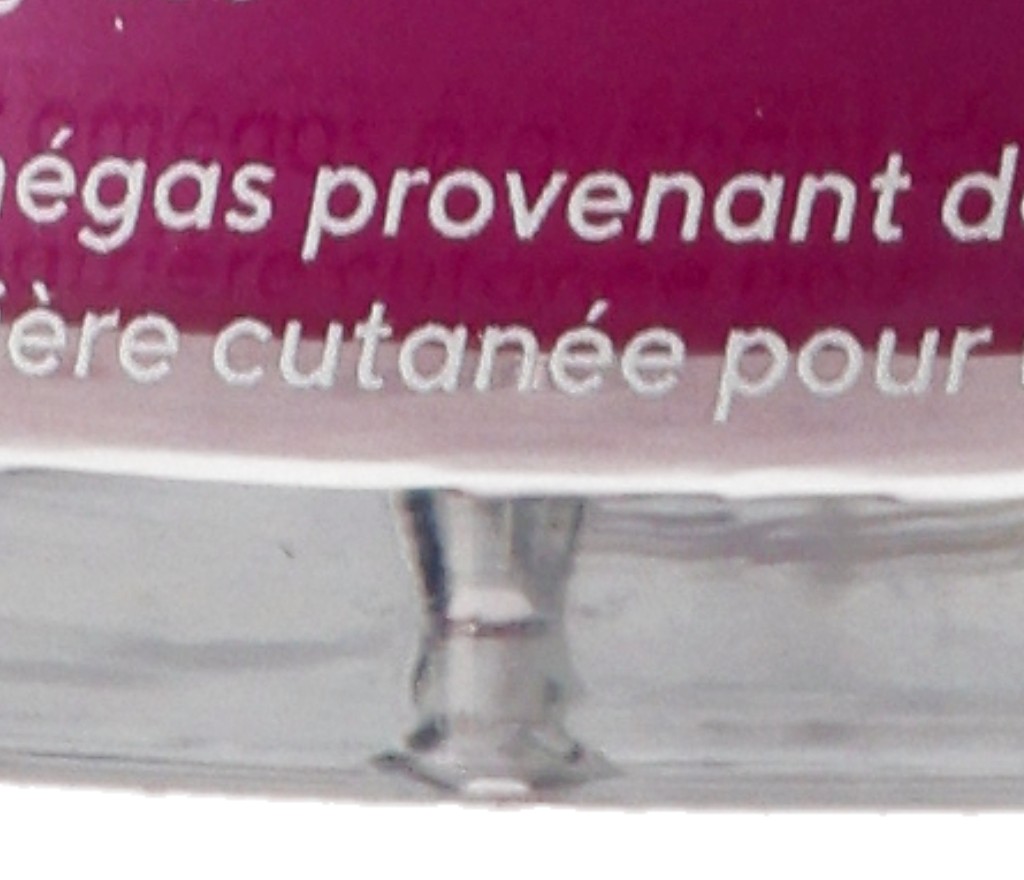 égas provenant d
ère cutanée pour